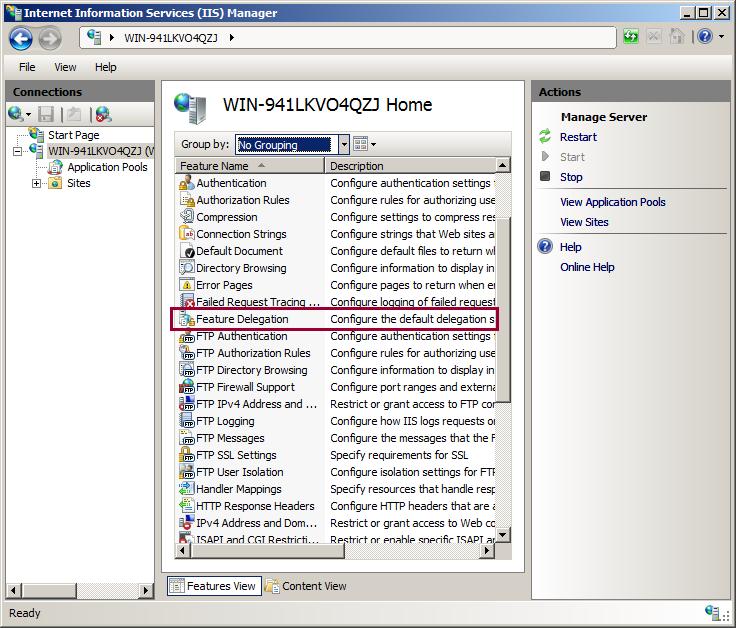 Internet Information Services (IIS) Manager
WIN-941LKVO4QZJ
File View Help
Connections
Start Page
WIN-941LKVO4QZJ (W
Application Pools
Sites
WIN-941LKVO4QZJ Home
Group by: No Grouping
Feature Name Description
Authentication Configure authentication settings
Authorization Rules Configure rules for authorizing use
Compression Configure settings to compress res
Connection Strings Configure strings that Web sites a
Default Document Configure default files to return w
Directory Browsing Configure information to display in
Error Pages Configure pages to return when er
Failed Request Tracing ... Configure logging of failed request
Feature Delegation Configure the default delegation s
FTP Authentication Configure authentication settings
FTP Authorization Rules Configure rules for authorizing use
FTP Directory Browsing Configure information to display in
FTP Firewall Support Configure port ranges and externa
FTP IPv4 Address and ... Restrict or grant access to FTP co
FTP Logging Configure how IIS logs requests o
FTP Messages Configure the messages that the F
FTP SSL Settings Specify requirements for SSL
FTP User Isolation Configure isolation settings for FTP
Handler Mappings Specify resources that handle resp
HTTP Response Headers Configure HTTP headers that are a
IPv4 Address and Dom... Restrict or grant access to Web co
ISAPI and CGI Restricti... Restrict or enable specific ISAPI an
Features View Content View
Actions
Manage Server
Restart
Start
Stop
View Application Pools
View Sites
Help
Online Help
Ready